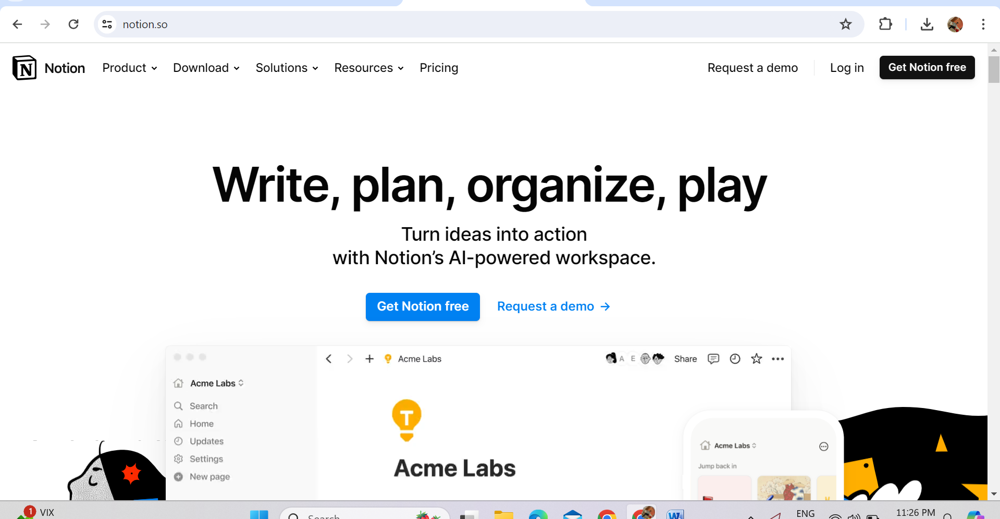 notion.so
Notion Product Download Solutions Resources Pricing Request a demo Log in Get Notion free
Write, plan, organize, play
Turn ideas into action
with Notion’s AI-powered workspace.
Get Notion free Request a demo →
Acme Labs A E Share
Acme Labs
Search
Home
Updates
Settings
New page
T
Acme Labs
Acme Labs
Jump back in
1 VIX
Search
W
ENG
11:26 PM